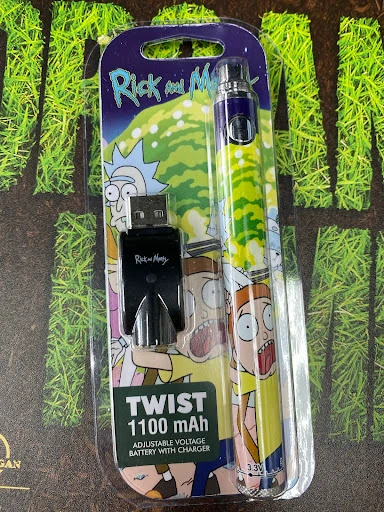 RICK AND MORTY
Rick and Morty
TWIST
1100 mAh
ADJUSTABLE VOLTAGE
BATTERY WITH CHARGER
3.3V